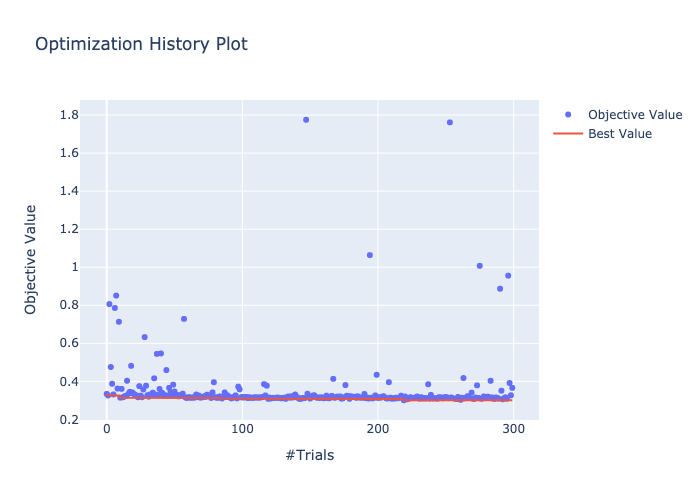 Optimization History Plot
Objective Value
Best Value
1.8
1.6
1.4
1.2
1
0.8
0.6
0.4
0.2
Objective Value
0
100
200
300
#Trials